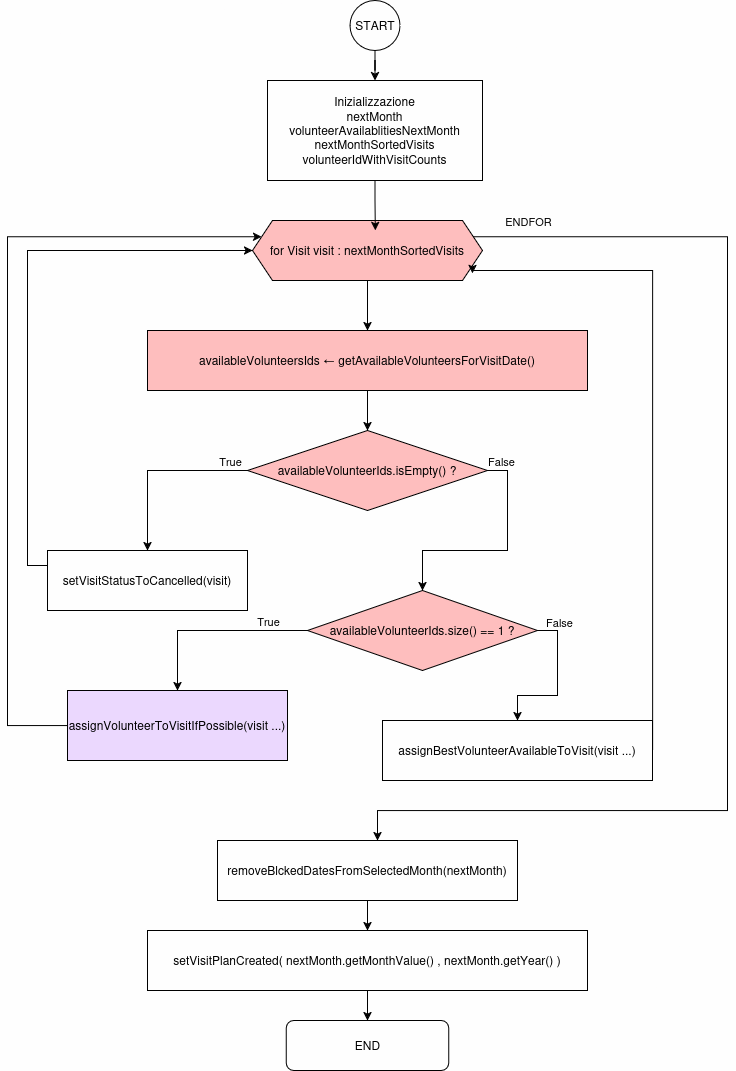 START
Inizializzazione
nextMonth
volunteerAvailablitiesNextMonth
nextMonthSortedVisits
volunteerIdWithVisitCounts
ENDFOR
for Visit visit : nextMonthSortedVisits
availableVolunteersIds ← getAvailableVolunteersForVisitDate()
True
False
availableVolunteerIds.isEmpty() ?
setVisitStatusToCancelled(visit)
True
False
availableVolunteerIds.size() == 1 ?
assignVolunteerToVisitIfPossible(visit ...)
assignBestVolunteerAvailableToVisit(visit ...)
removeBlckedDatesFromSelectedMonth(nextMonth)
setVisitPlanCreated( nextMonth.getMonthValue() , nextMonth.getYear() )
END